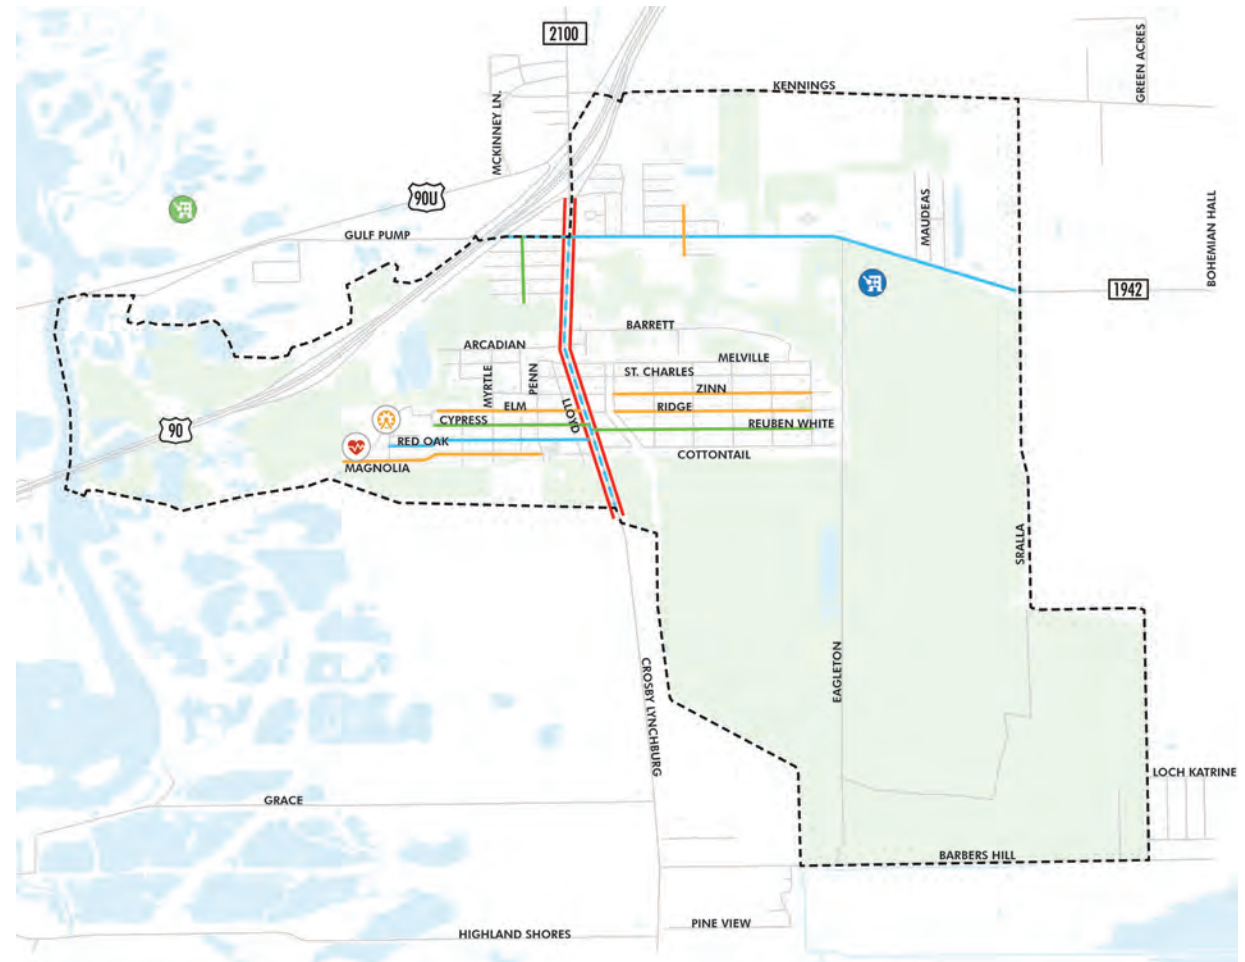 2100
KENNINGS
GREEN ACRES
MCKINNEY LN.
90U
MAUDEAS
BOHEMIAN HALL
GULF PUMP
1942
BARRETT
ARCADIAN
MELVILLE
ST. CHARLES
MYRTLE
PENN
ZINN
ELM
LLOYD
RIDGE
CYPRESS
REUBEN WHITE
90
RED OAK
COTTONTAIL
MAGNOLIA
SRALLA
EAGLETON
CROSBY LYNCHBURG
LOCH KATRINE
GRACE
BARBERS HILL
PINE VIEW
HIGHLAND SHORES